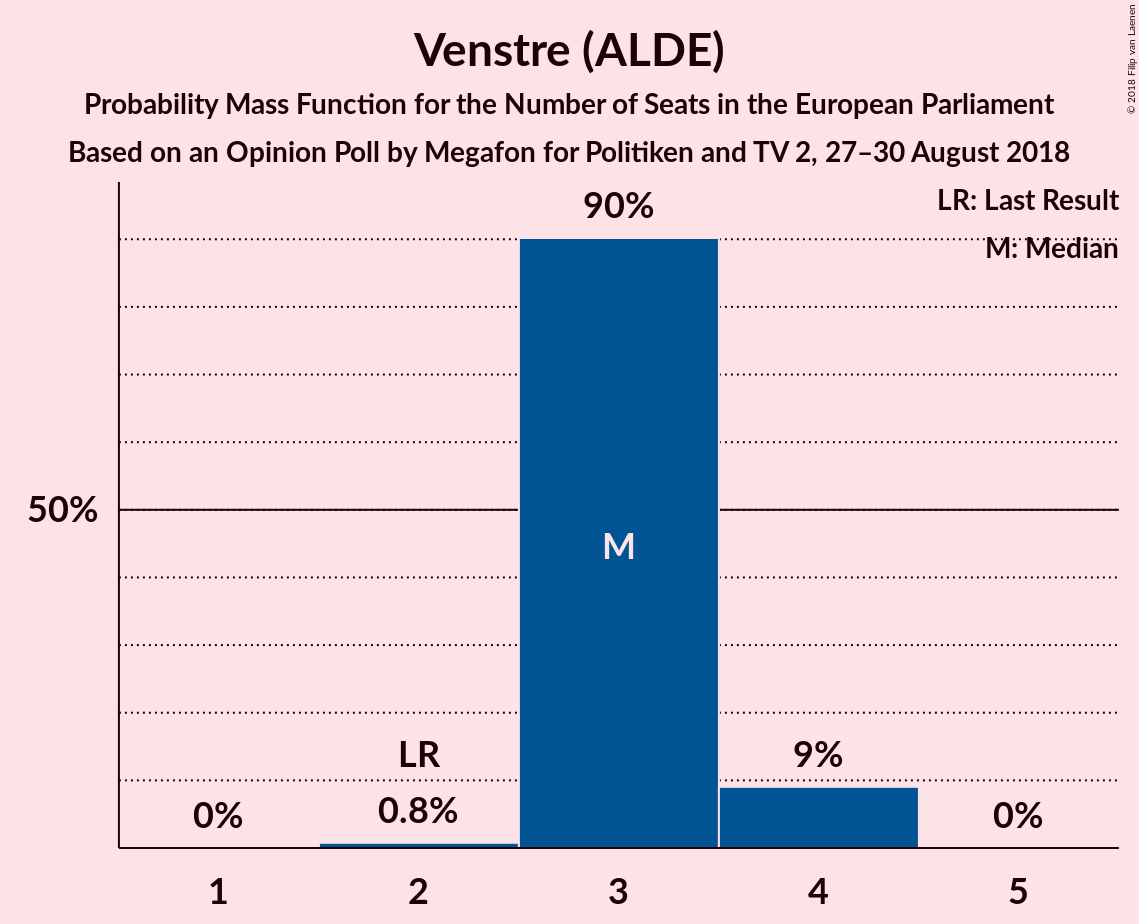 Venstre (ALDE)
Probability Mass Function for the Number of Seats in the European Parliament
Based on an Opinion Poll by Megafon for Politiken and TV 2, 27–30 August 2018
© 2018 Filip van Laenen
LR: Last Result
M: Median
90%
50%
M
LR
9%
0%
0.8%
0%
1 2 3 4 5